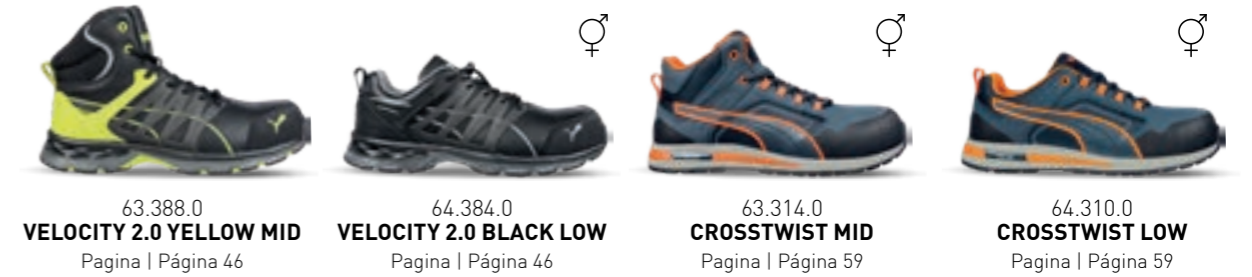 63.388.0
VELOCITY 2.0 YELLOW MID
Pagina | Página 46
64.384.0
VELOCITY 2.0 BLACK LOW
Pagina | Página 46
63.314.0
CROSSTWIST MID
Pagina | Página 59
64.310.0
CROSSTWIST LOW
Pagina | Página 59